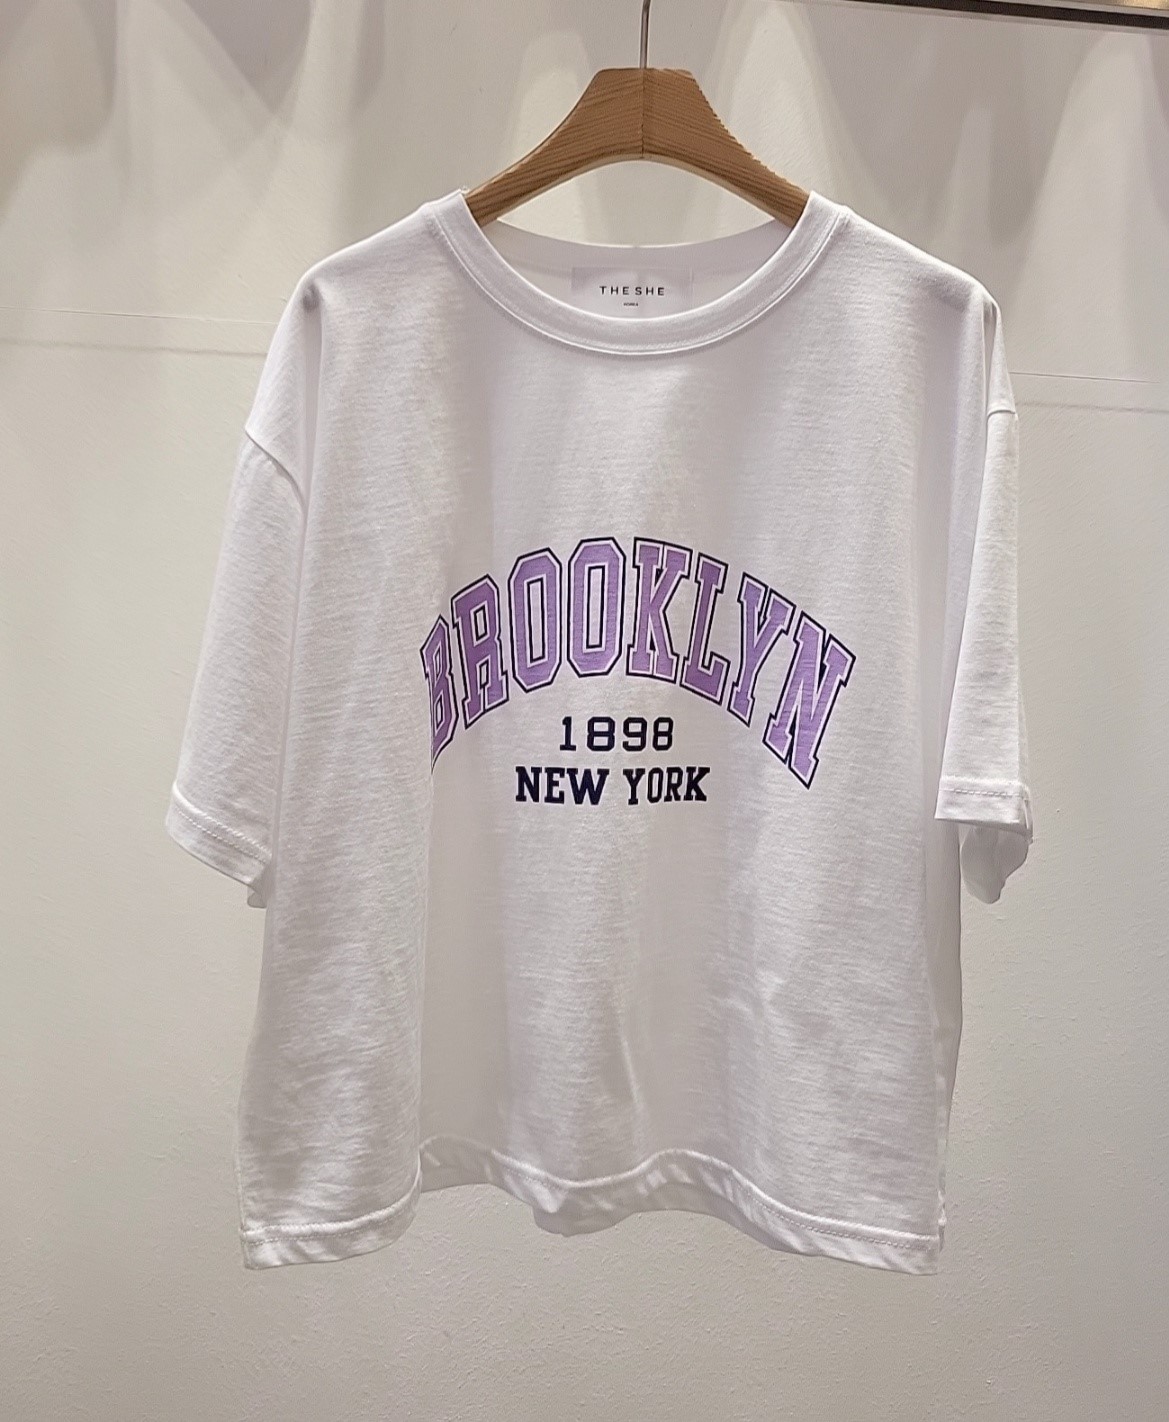 THE SHE
BROOKLYN
1898
NEW YORK